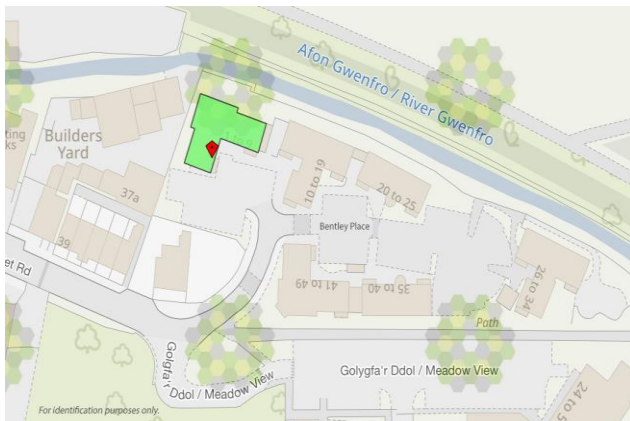 Afon Gwenfro / River Gwenfro
Builders
Yard
37a
39
et Rd
10 to 19
20 to 25
Bentley Place
26 to 34
41 to 49
35 to 40
Path
Golygfa'r
Ddol / Meadow View
Golygfa'r Ddol / Meadow View
24 to 5
For identification purposes only.